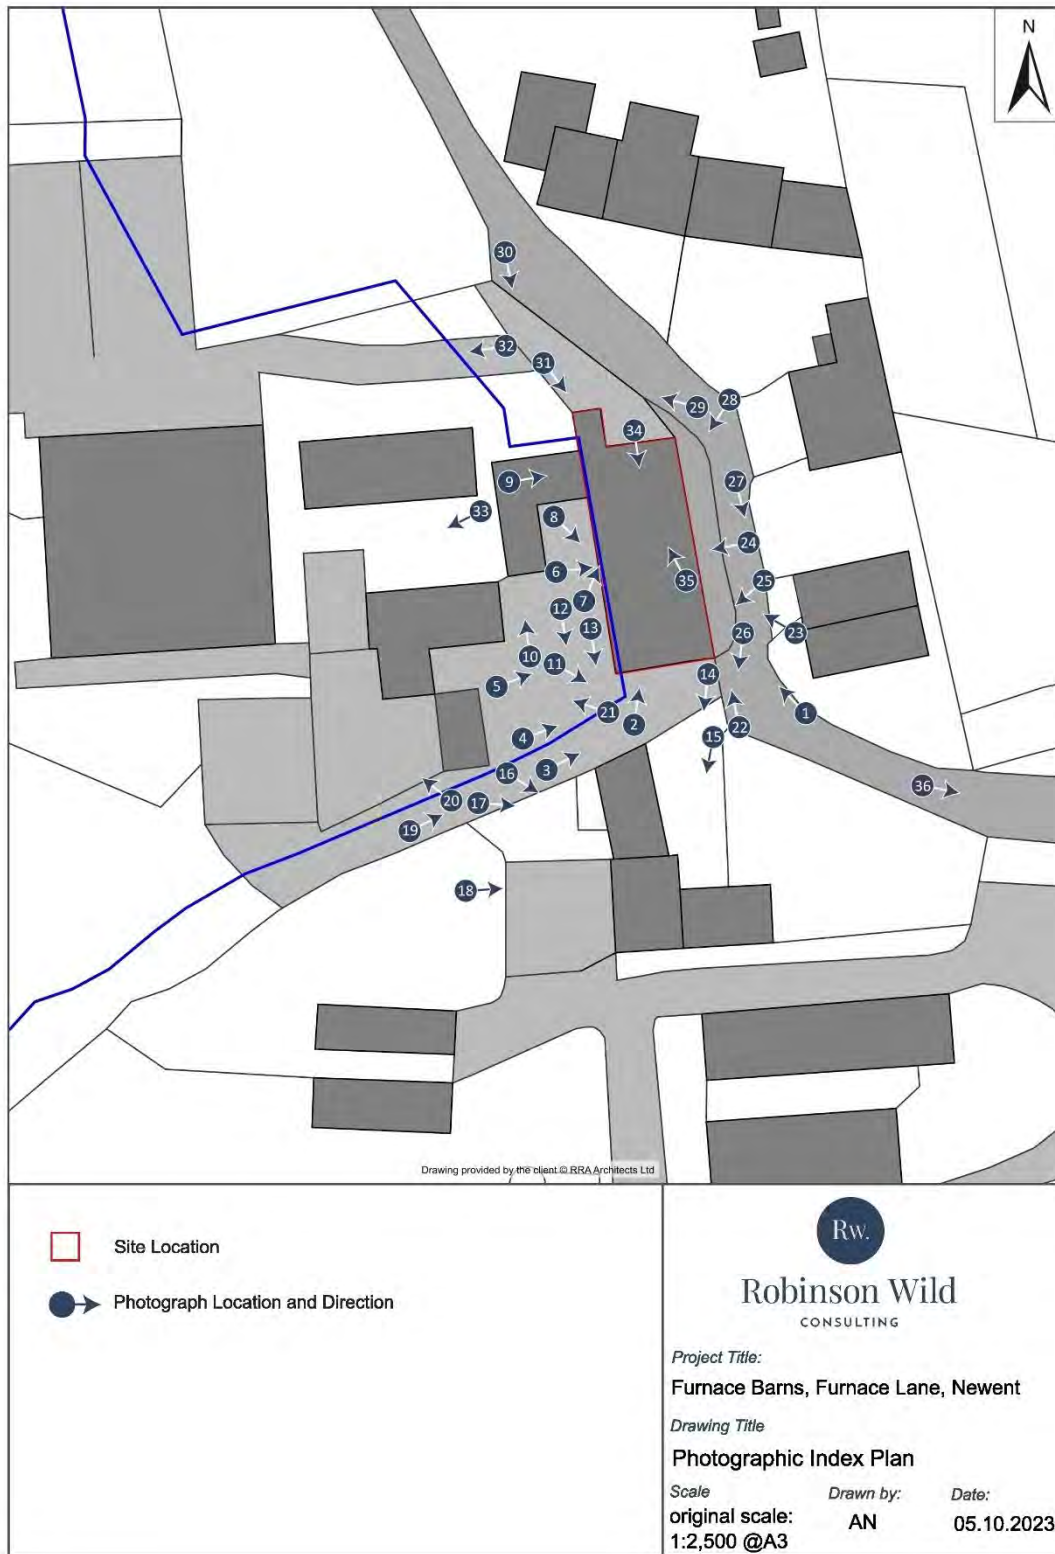 N
30
32
31
28
29
34
27
9
33
8
24
6
35
25
7
12
13
23
26
10
11
14
5
21
1
2
22
4
15
3
16
36
20
17
19
18
Drawing provided by the client © RRA Architects Ltd
Site Location
Photograph Location and Direction
Rw.
Robinson Wild
CONSULTING
Project Title:
Furnace Barns, Furnace Lane, Newent
Drawing Title
Photographic Index Plan
Scale
original scale:
1:2,500 @A3
Drawn by:
AN
Date:
05.10.2023